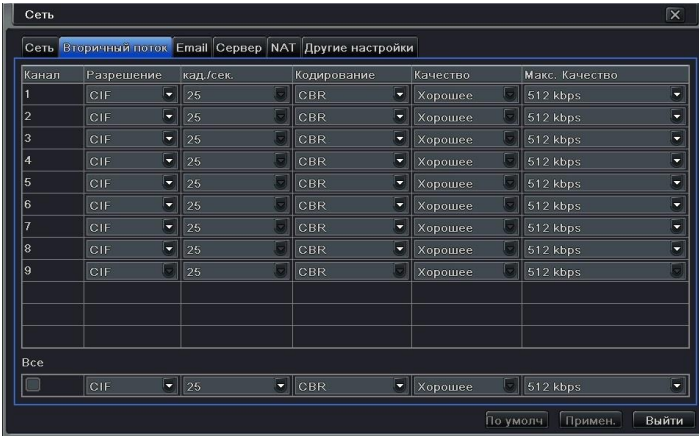 Сеть
Сеть Вторичный поток Email Сервер NAT Другие настройки
Канал Разрешение кад./сек. Кодирование Качество Макс. Качество
1 CIF 25 CBR Хорошее 512 kbps
2 CIF 25 CBR Хорошее 512 kbps
3 CIF 25 CBR Хорошее 512 kbps
4 CIF 25 CBR Хорошее 512 kbps
5 CIF 25 CBR Хорошее 512 kbps
6 CIF 25 CBR Хорошее 512 kbps
7 CIF 25 CBR Хорошее 512 kbps
8 CIF 25 CBR Хорошее 512 kbps
9 CIF 25 CBR Хорошее 512 kbps
Все
CIF 25 CBR Хорошее 512 kbps
По умолч Примен. Выйти